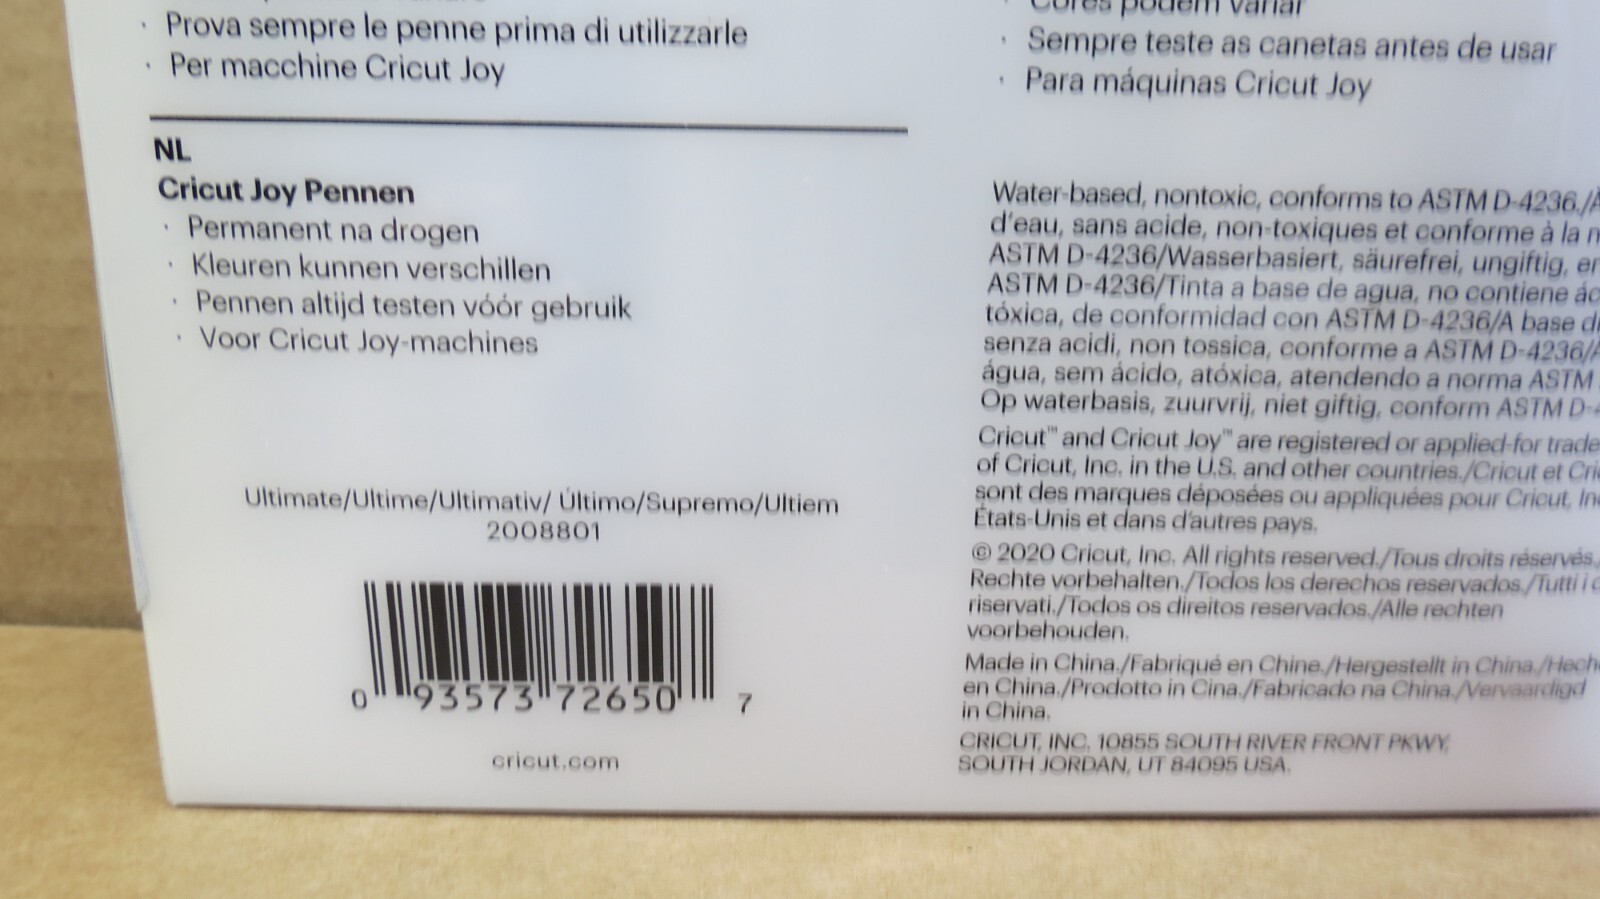 · Prova sempre le penne prima di utilizzarle
· Per macchine Cricut Joy
NL
Cricut Joy Pennen
· Permanent na drogen
· Kleuren kunnen verschillen
· Pennen altijd testen vóór gebruik
· Voor Cricut Joy-machines
Ultimate/Ultime/Ultimativ/ Último/Supremo/Ultiem
2008801
0 93573 72650 7
cricut.com
· Cores podem variar
· Sempre teste as canetas antes de usar
· Para máquinas Cricut Joy
Water-based, nontoxic, conforms to ASTM D-4236./
d'eau, sans acide, non-toxiques et conforme à la
ASTM D-4236/Wasserbasiert, säurefrei, ungiftig,
ASTM D-4236/Tinta a base de agua, no contiene
tóxica, de conformidad con ASTM D-4236/A base
senza acidi, non tossica, conforme a ASTM D-4236/
água, sem ácido, atóxica, atendendo a norma ASTM
Op waterbasis, zuurvrij, niet giftig, conform ASTM
Cricut™ and Cricut Joy™ are registered or applied-for
of Cricut, Inc. in the U.S. and other countries./Cricut et
sont des marques déposées ou appliquées pour Cricut,
États-Unis et dans d'autres pays.
© 2020 Cricut, Inc. All rights reserved./Tous droits réservés.
Rechte vorbehalten./Todos los derechos reservados./Tutti i
riservati./Todos os direitos reservados./Alle rechten
voorbehouden.
Made in China./Fabriqué en Chine./Hergestellt in China./
en China./Prodotto in Cina./Fabricado na China./Vervaardigd
in China.
CRICUT, INC. 10855 SOUTH RIVER FRONT PKWY,
SOUTH JORDAN, UT 84095 USA.